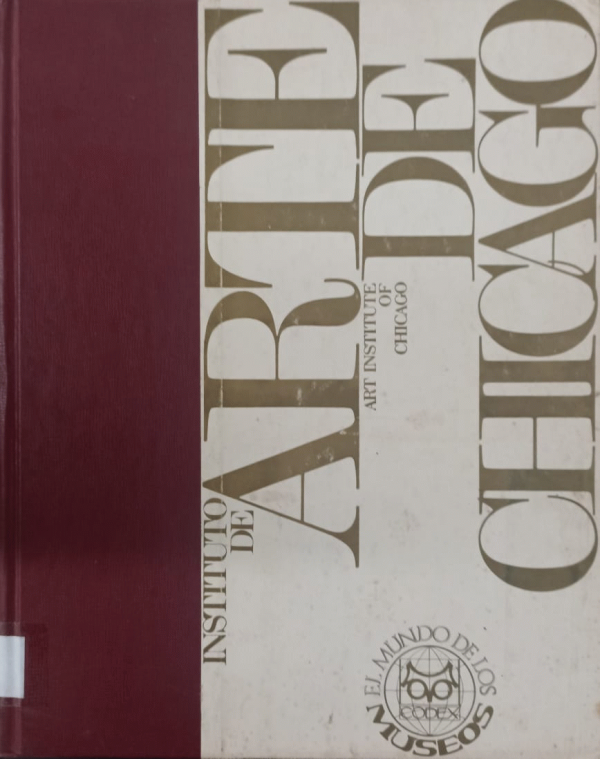 INSTITUTO
DE
ARTE
DE
CHICAGO
ART INSTITUTE
OF
CHICAGO
EL MUNDO DE LOS
MUSEOS
CODEX